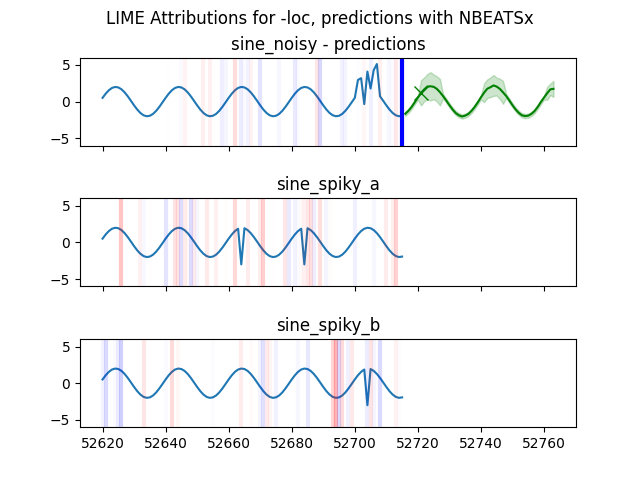 LIME Attributions for -loc, predictions with NBEATSx
sine_noisy - predictions
5
0
−5
sine_spiky_a
5
0
−5
sine_spiky_b
5
0
−5
52620 52640 52660 52680 52700 52720 52740 52760